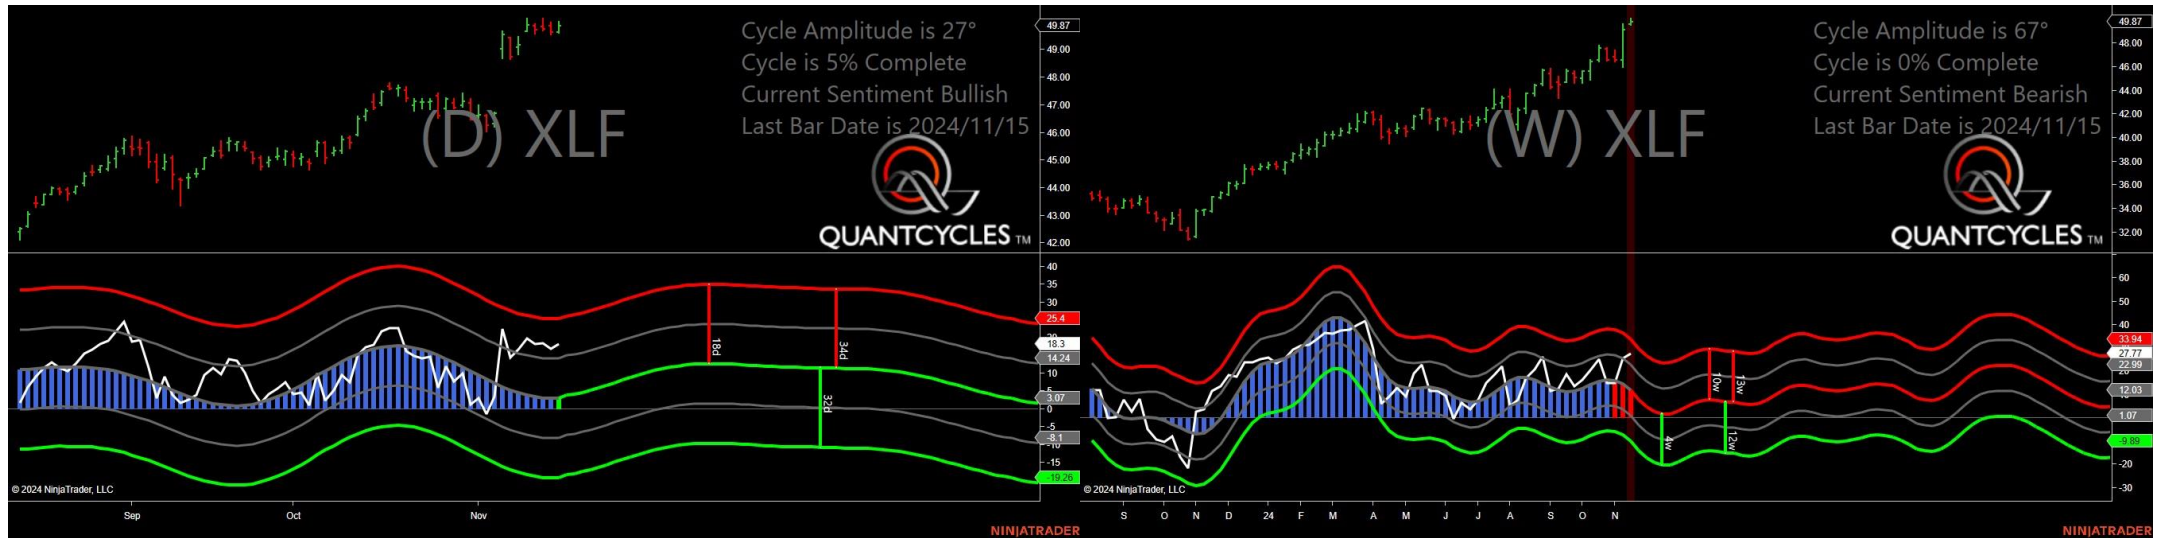 Cycle Amplitude is 27°
Cycle is 5% Complete
Current Sentiment Bullish
Last Bar Date is 2024/11/15
(D) XLF
QUANTCYCLES TM
49.87
49.00
48.00
47.00
46.00
45.00
44.00
43.00
42.00
40
35
30
25.4
18.3
14.24
10
5
3.07
0
-5
-8.1
-15
-19.26
18d
34d
32d
© 2024 NinjaTrader, LLC
Sep
Oct
Nov
NINJATRADER
Cycle Amplitude is 67°
Cycle is 0% Complete
Current Sentiment Bearish
Last Bar Date is 2024/11/15
(W) XLF
QUANTCYCLES TM
49.87
48.00
46.00
44.00
42.00
40.00
38.00
36.00
34.00
32.00
60
50
40
33.94
27.77
22.99
12.03
1.07
-9.89
-20
-30
10w
13w
4w
12w
© 2024 NinjaTrader, LLC
S
O
N
D
24
F
M
A
M
J
J
A
S
O
N
NINJATRADER